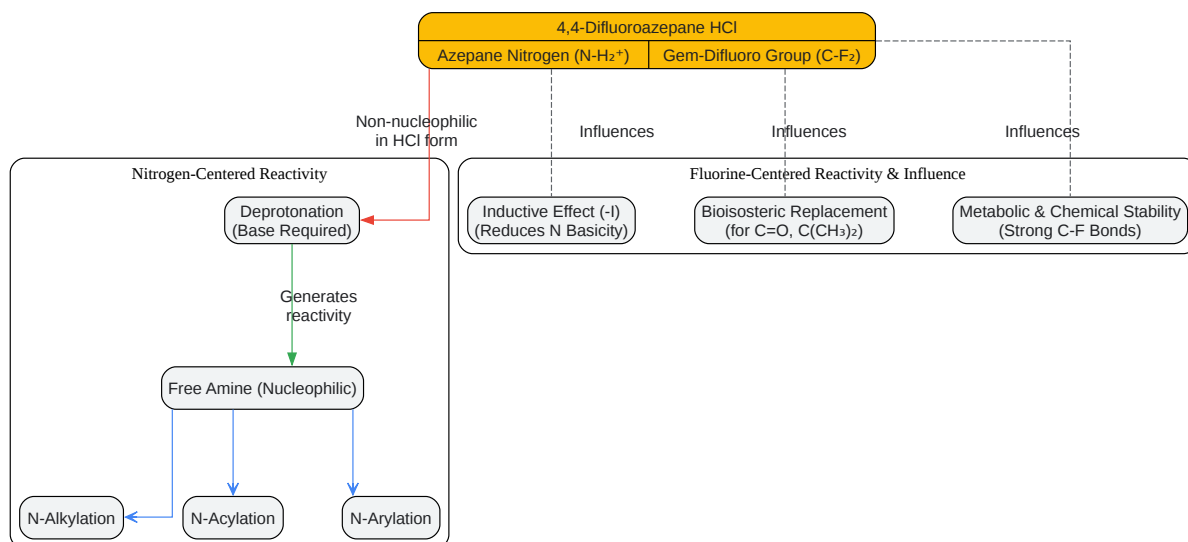 4,4-Difluoroazepane HCl
Azepane Nitrogen (N-H₂⁺)
Gem-Difluoro Group (C-F₂)
Non-nucleophilic
in HCl form
Influences
Influences
Influences
Nitrogen-Centered Reactivity
Fluorine-Centered Reactivity & Influence
Deprotonation
(Base Required)
Inductive Effect (-I)
(Reduces N Basicity)
Bioisosteric Replacement
(for C=O, C(CH₃)₂)
Metabolic & Chemical Stability
(Strong C-F Bonds)
Generates
reactivity
Free Amine (Nucleophilic)
N-Alkylation
N-Acylation
N-Arylation